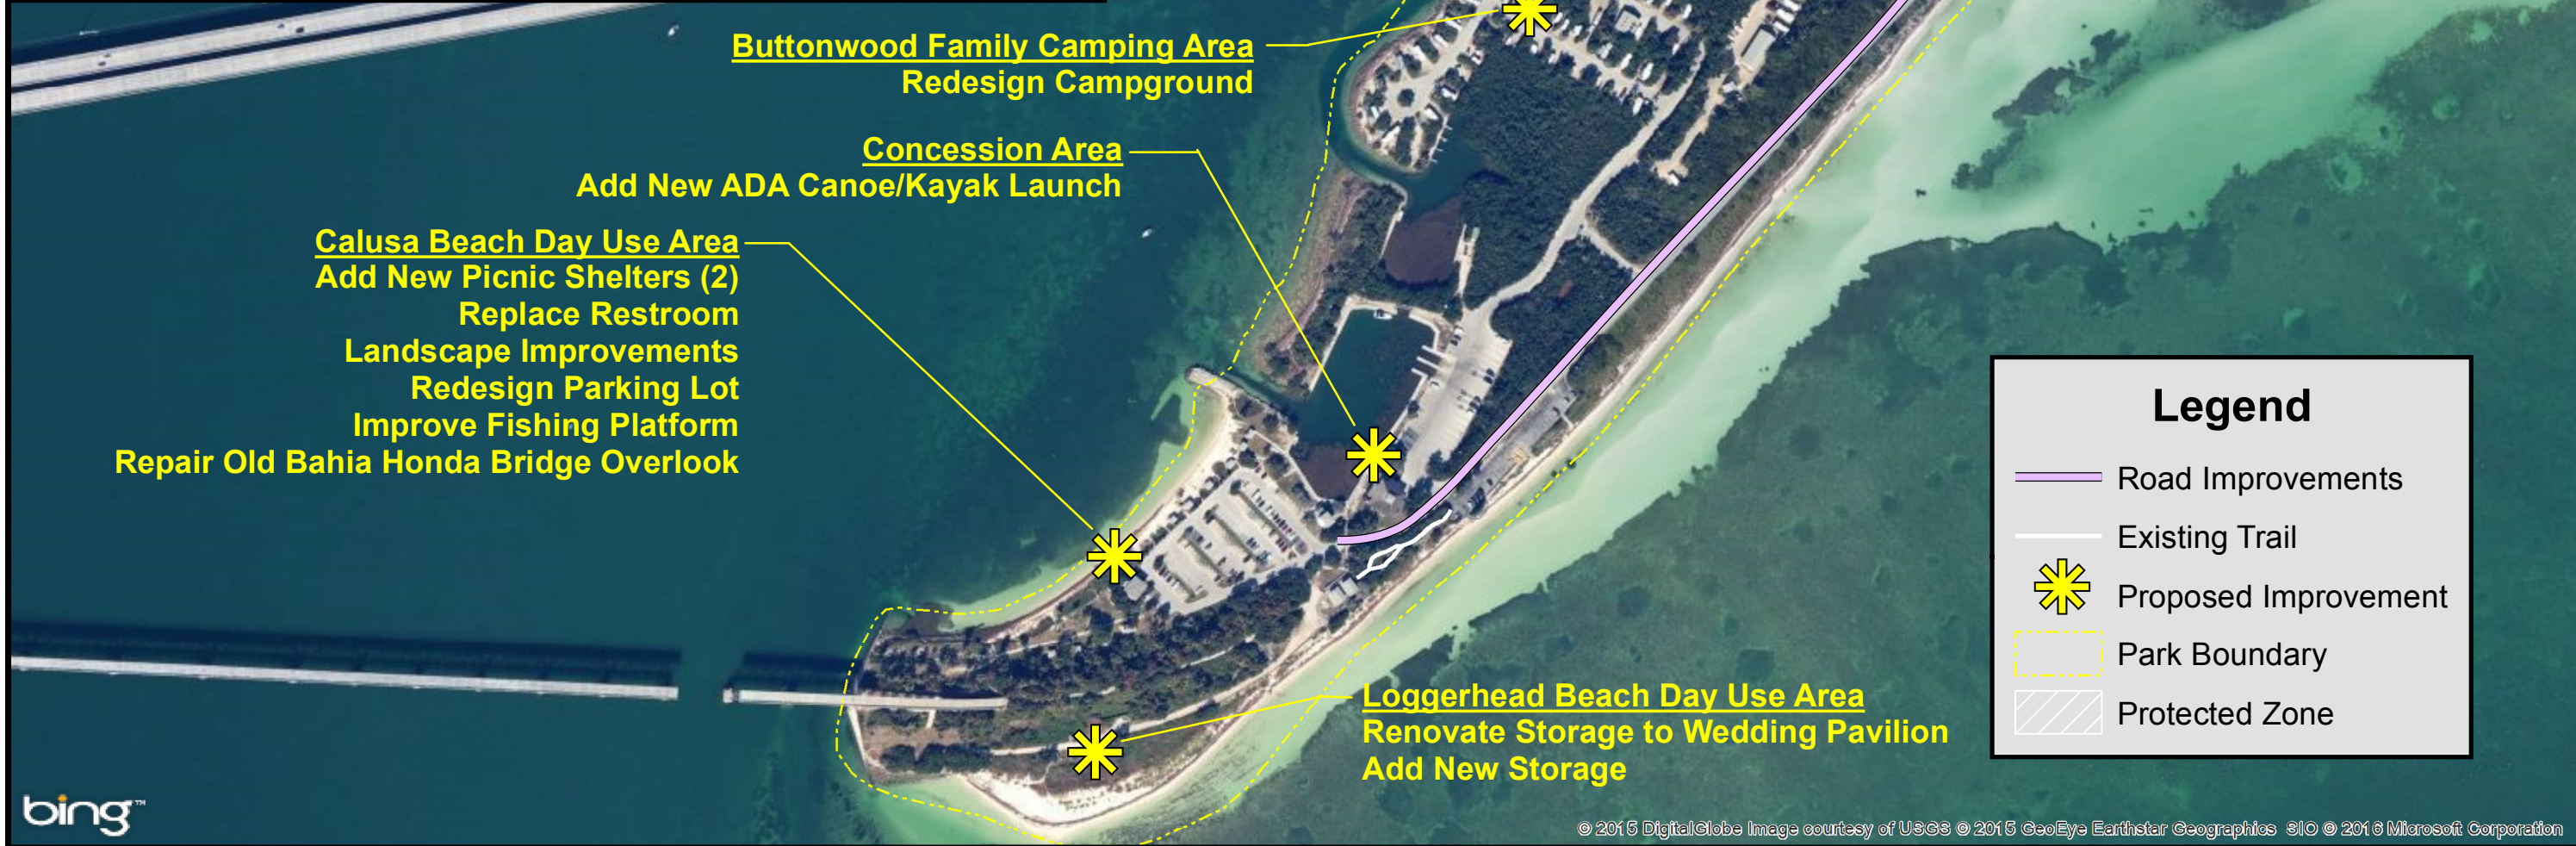 Buttonwood Family Camping Area
Redesign Campground
Concession Area
Add New ADA Canoe/Kayak Launch
Calusa Beach Day Use Area
Add New Picnic Shelters (2)
Replace Restroom
Landscape Improvements
Redesign Parking Lot
Improve Fishing Platform
Repair Old Bahia Honda Bridge Overlook
Loggerhead Beach Day Use Area
Renovate Storage to Wedding Pavilion
Add New Storage
Legend
Road Improvements
Existing Trail
Proposed Improvement
Park Boundary
Protected Zone
bing™
© 2015 DigitalGlobe Image courtesy of USGS © 2015 GeoEye Earthstar Geographics SIO © 2016 Microsoft Corporation